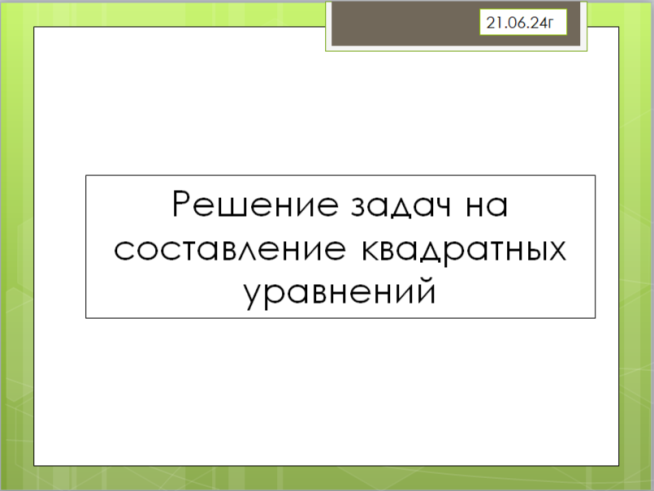 21.06.24г
Решение задач на
составление квадратных
уравнений